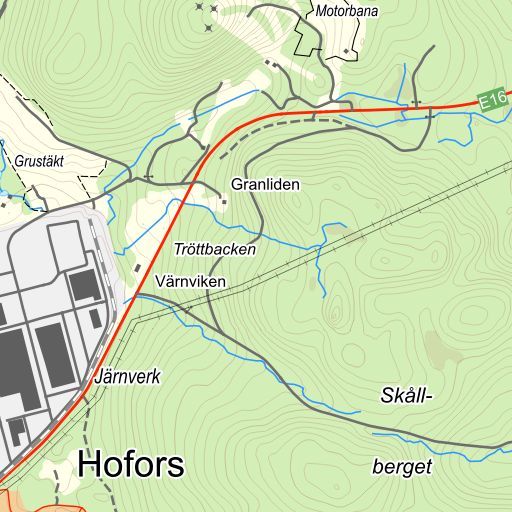 Motorbana
E16
Grustäkt
Granliden
Tröttbacken
Värnviken
Järnverk
Skåll-
Hofors
berget